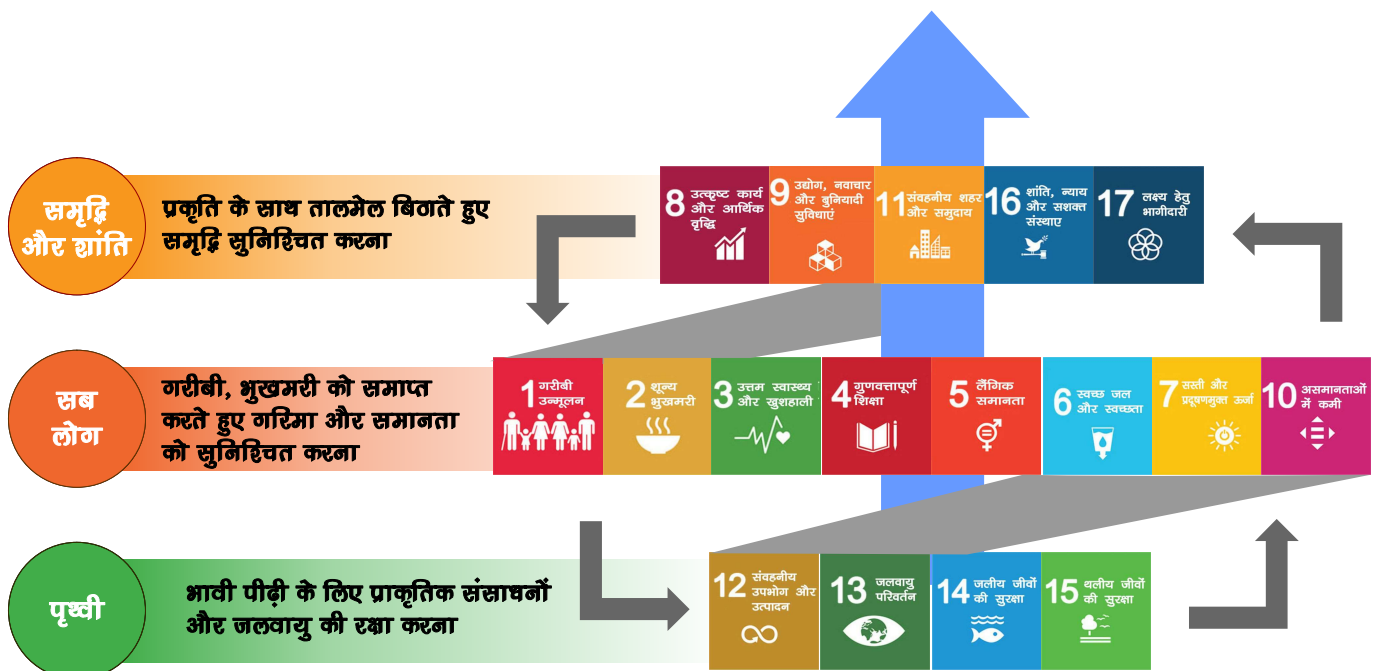 समृद्धि
और शांति
प्रकृति के साथ तालमेल बिठाते हुए
समृद्धि सुनिश्चित करना
8 उत्कृष्ट कार्य
और आर्थिक
वृद्धि
9 उद्योग, नवाचार
और बुनियादी
सुविधाएं
11 संवहनीय शहर
और समुदाय
16 शांति, न्याय
और सशक्त
संस्थाए
17 लक्ष्य हेतु
भागीदारी
सब
लोग
गरीबी, भुखमरी को समाप्त
करते हुए गरिमा और समानता
को सुनिश्चित करना
1 गरीबी
उन्मूलन
2 शून्य
भुखमरी
3 उत्तम स्वास्थ्य
और खुशहाली
4 गुणवत्तापूर्ण
शिक्षा
5 लैंगिक
समानता
6 स्वच्छ जल
और स्वच्छता
7 सस्ती और
प्रदूषणमुक्त ऊर्जा
10 असमानताओं
में कमी
पृथ्वी
भावी पीढ़ी के लिए प्राकृतिक संसाधनों
और जलवायु की रक्षा करना
12 संवहनीय
उपभोग और
उत्पादन
13 जलवायु
परिवर्तन
14 जलीय जीवों
की सुरक्षा
15 थलीय जीवों
की सुरक्षा